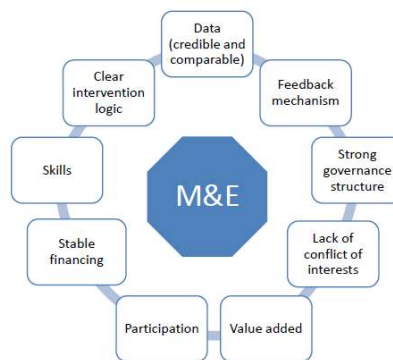 Data
(credible and
comparable)
Feedback
mechanism
Strong
governance
structure
Lack of
conflict of
interests
Value added
Participation
Stable
financing
Skills
Clear
intervention
logic
M&E